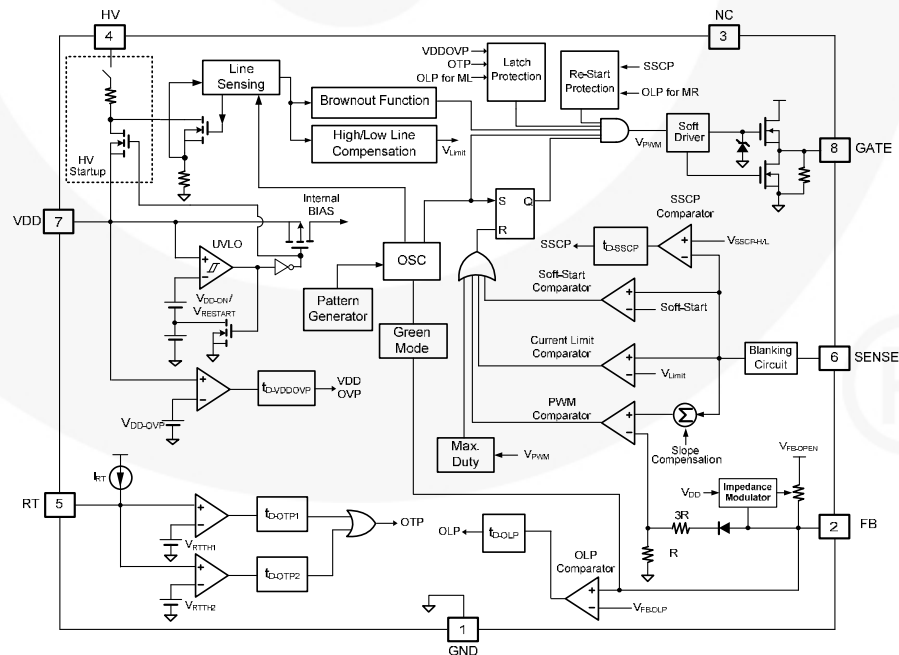 HV
NC
4
3
VDDOVP
OTP
OLP for ML
Latch
Protection
Re-Start
Protection
SSCP
OLP for MR
Line
Sensing
Brownout Function
High/Low Line
Compensation
VLimit
HV
Startup
VPWM
Soft
Driver
8
GATE
Internal
BIAS
VDD
7
UVLO
VDD-ON/
VRESTART
OSC
Pattern
Generator
Green
Mode
S
Q
R
SSCP
tD-SSCP
SSCP
Comparator
VSSCP-H/L
Soft-Start
Comparator
Soft-Start
Current Limit
Comparator
VLimit
Blanking
Circuit
6
SENSE
tD-VDDOVP
VDD
OVP
VDD-OVP
PWM
Comparator
Σ
Slope
Compensation
Max.
Duty
VPWM
VFB-OPEN
VDD
Impedance
Modulator
IRT
RT
5
tD-OTP1
VRTTH1
OTP
tD-OTP2
VRTTH2
OLP
tD-OLP
OLP
Comparator
VFB-OLP
3R
R
2
FB
1
GND
R